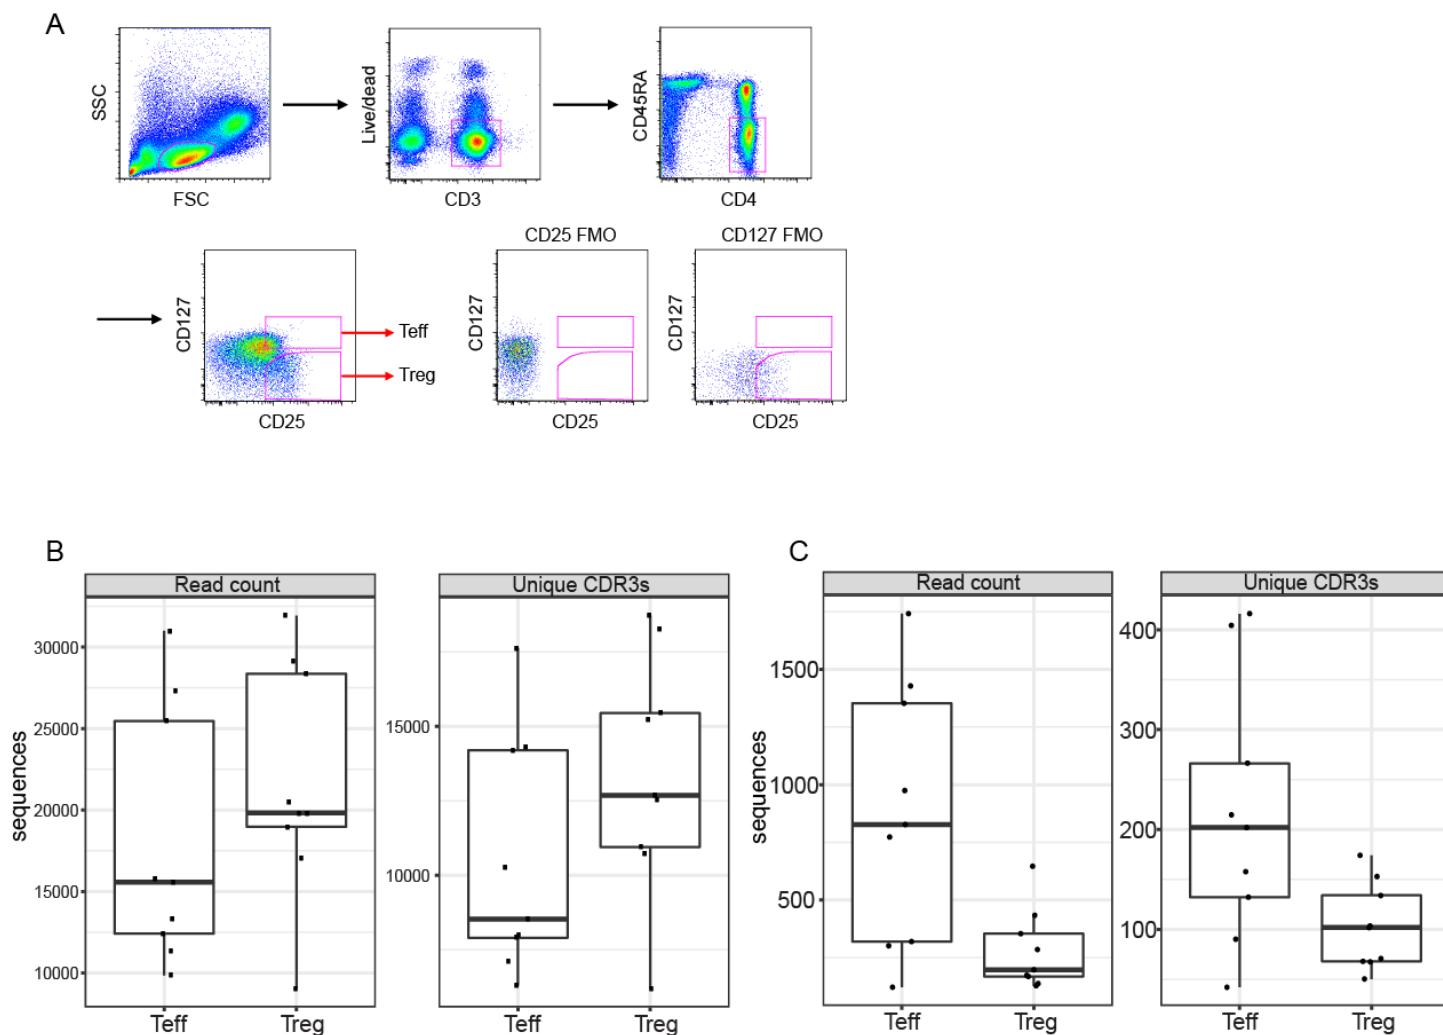 A
SSC
FSC
Live/dead
CD3
CD45RA
CD4
CD127
CD25
Teff
Treg
CD25 FMO
CD127
CD25
CD127 FMO
CD127
CD25
B
sequences
Read count
30000
25000
20000
15000
10000
Teff Treg
Unique CDR3s
15000
10000
Teff Treg
C
sequences
Read count
1500
1000
500
Teff Treg
Unique CDR3s
400
300
200
100
Teff Treg